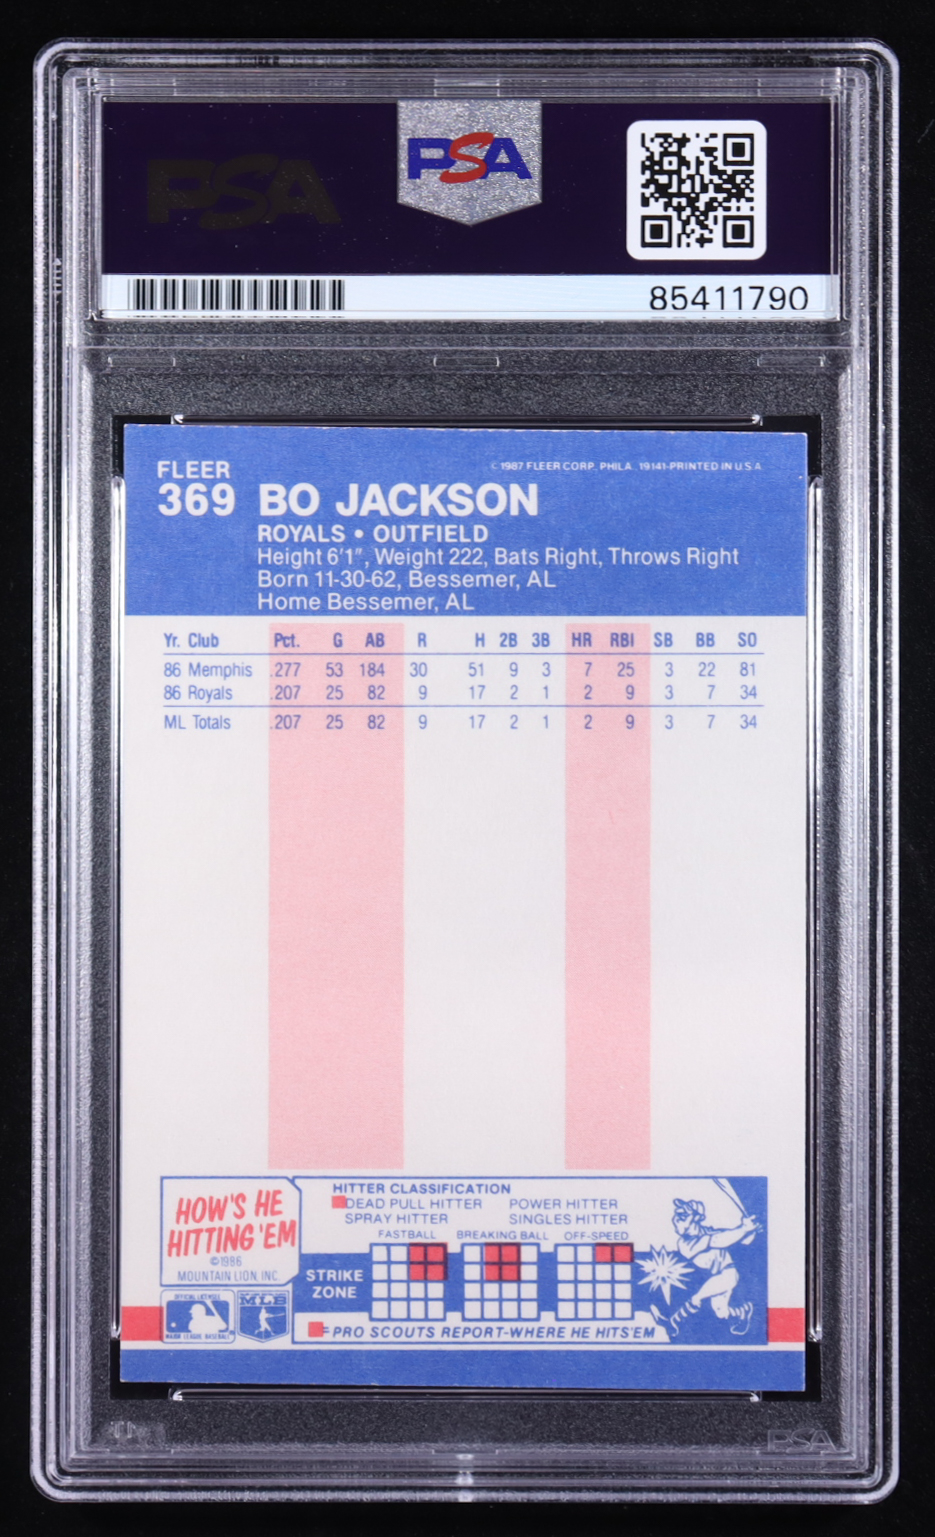 PSA
PSA
85411790
FLEER
© 1987 FLEER CORP. PHILA. 19141-PRINTED IN U.S.A.
369 BO JACKSON
ROYALS • OUTFIELD
Height 6'1", Weight 222, Bats Right, Throws Right
Born 11-30-62, Bessemer, AL
Home Bessemer, AL
Yr. Club Pct. G AB R H 2B 3B HR RBI SB BB SO
86 Memphis .277 53 184 30 51 9 3 7 25 3 22 81
86 Royals .207 25 82 9 17 2 1 2 9 3 7 34
ML Totals .207 25 82 9 17 2 1 2 9 3 7 34
HOW'S HE
HITTING 'EM
©1986
MOUNTAIN LION, INC.
HITTER CLASSIFICATION
DEAD PULL HITTER POWER HITTER
SPRAY HITTER SINGLES HITTER
FASTBALL BREAKING BALL OFF-SPEED
STRIKE
ZONE
=PRO SCOUTS REPORT-WHERE HE HITS'EM
OFFICIAL LICENSEE
MAJOR LEAGUE BASEBALL
MLB
PSA